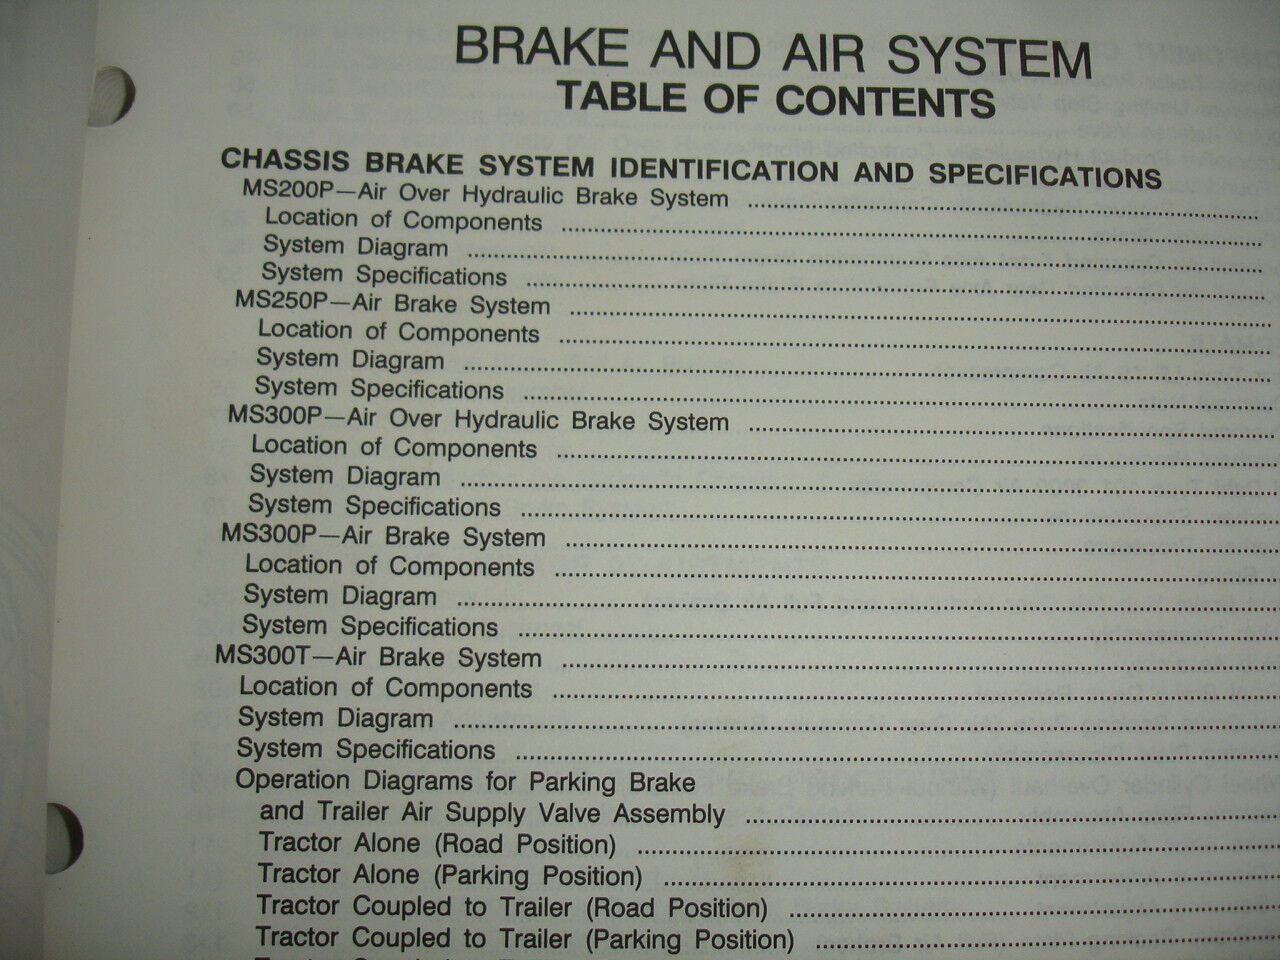 BRAKE AND AIR SYSTEM
TABLE OF CONTENTS
CHASSIS BRAKE SYSTEM IDENTIFICATION AND SPECIFICATIONS
MS200P—Air Over Hydraulic Brake System
Location of Components
System Diagram
System Specifications
MS250P—Air Brake System
Location of Components
System Diagram
System Specifications
MS300P—Air Over Hydraulic Brake System
Location of Components
System Diagram
System Specifications
MS300P—Air Brake System
Location of Components
System Diagram
System Specifications
MS300T—Air Brake System
Location of Components
System Diagram
System Specifications
Operation Diagrams for Parking Brake
and Trailer Air Supply Valve Assembly
Tractor Alone (Road Position)
Tractor Alone (Parking Position)
Tractor Coupled to Trailer (Road Position)
Tractor Coupled to Trailer (Parking Position)